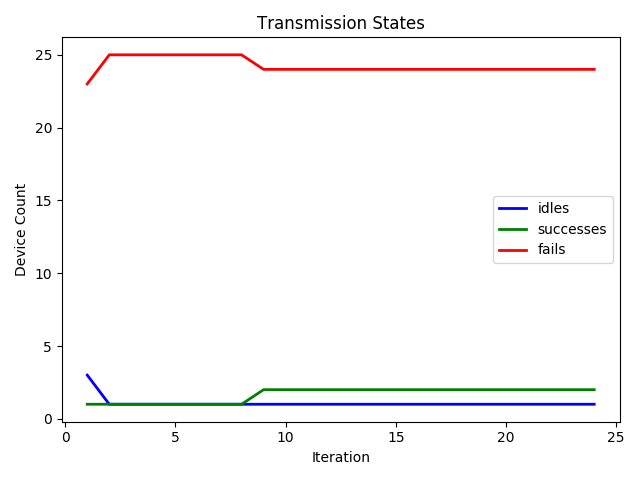 Transmission States
Device Count
25
20
15
10
5
0
idles
successes
fails
0 5 10 15 20 25
Iteration